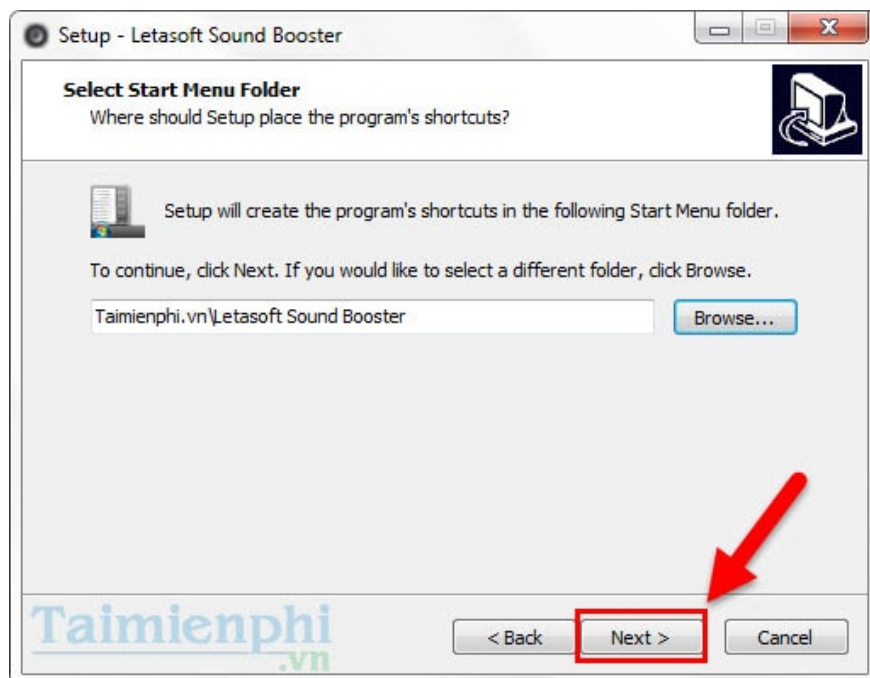 Setup - Letasoft Sound Booster
Select Start Menu Folder
Where should Setup place the program's shortcuts?
Setup will create the program's shortcuts in the following Start Menu folder.
To continue, click Next. If you would like to select a different folder, click Browse.
Taimienphi.vn\Letasoft Sound Booster
Browse...
Taimienphi
.vn
< Back
Next >
Cancel